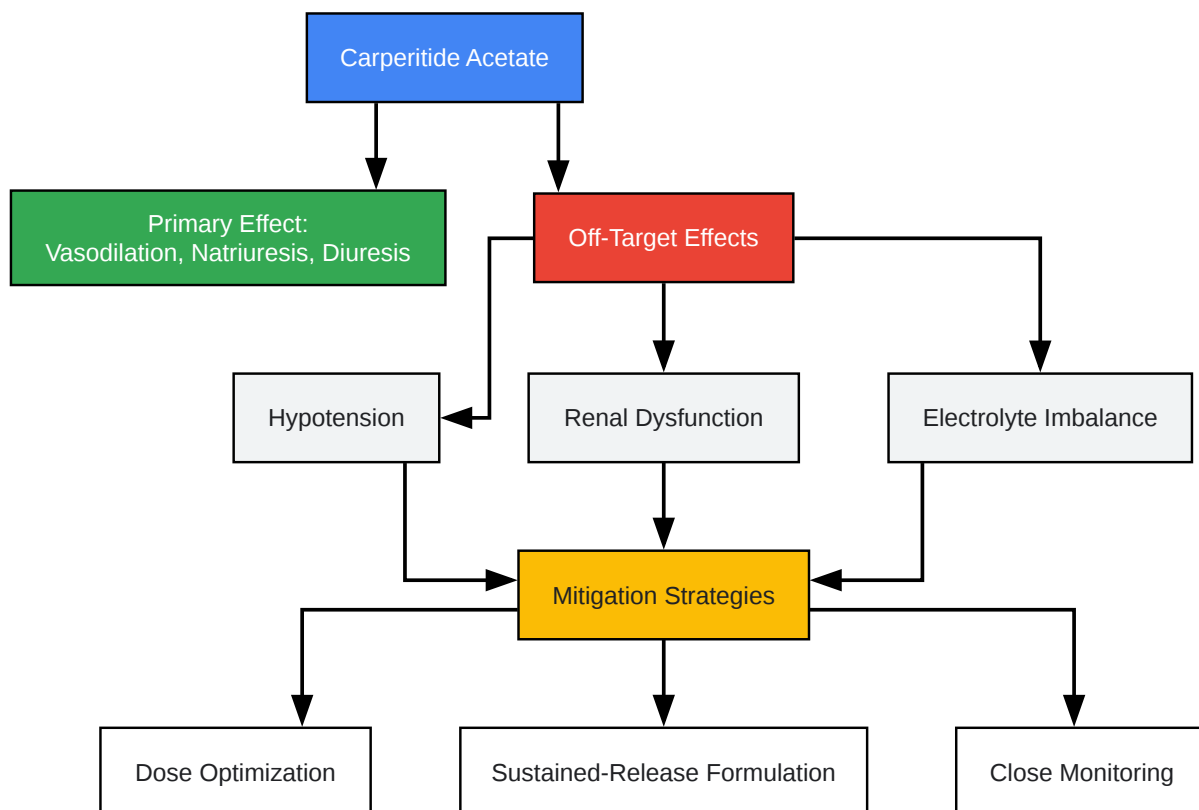 Carperitide Acetate
Primary Effect:
Vasodilation, Natriuresis, Diuresis
Off-Target Effects
Hypotension
Renal Dysfunction
Electrolyte Imbalance
Mitigation Strategies
Dose Optimization
Sustained-Release Formulation
Close Monitoring